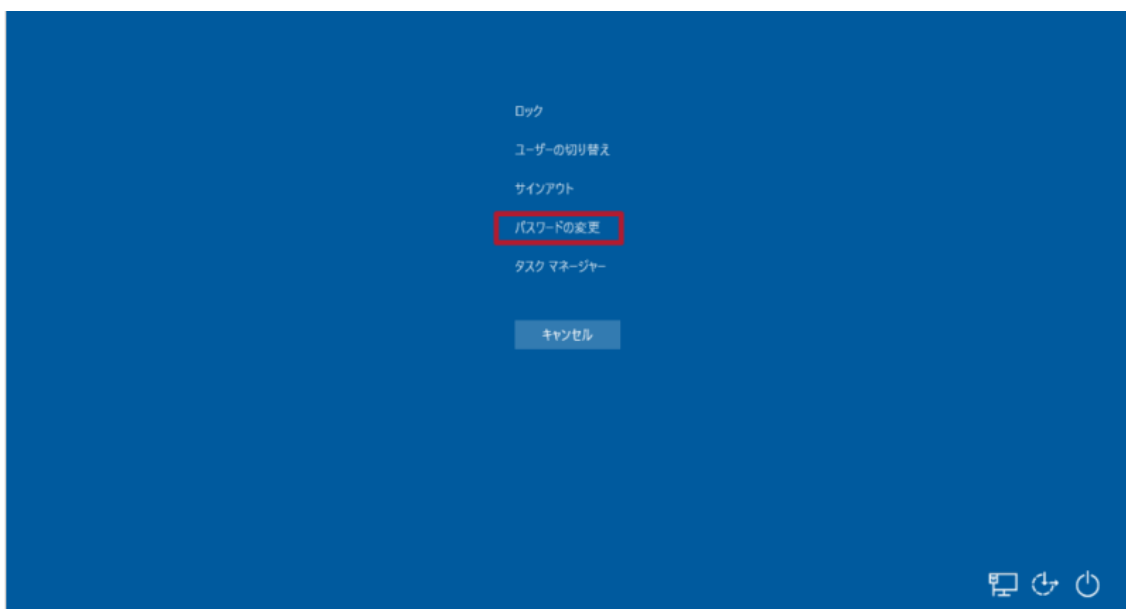 ロック
ユーザーの切り替え
サインアウト
パスワードの変更
タスク マネージャー
キャンセル